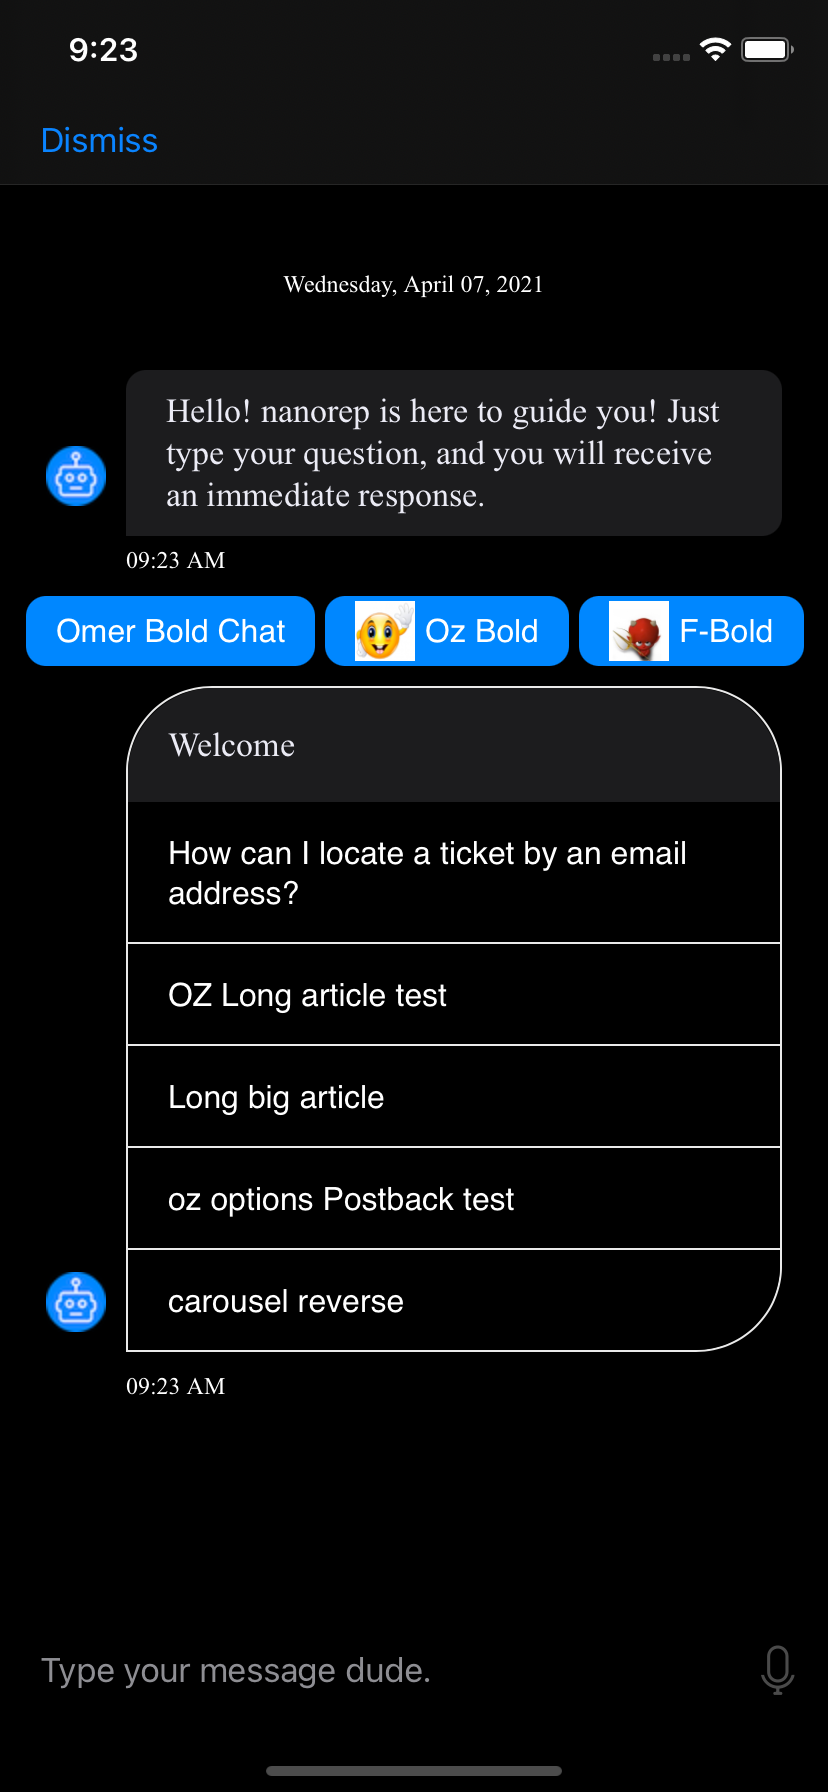 9:23
Dismiss
Wednesday, April 07, 2021
Hello! nanorep is here to guide you! Just
type your question, and you will receive
an immediate response.
09:23 AM
Omer Bold Chat
Oz Bold
F-Bold
Welcome
How can I locate a ticket by an email
address?
OZ Long article test
Long big article
oz options Postback test
carousel reverse
09:23 AM
Type your message dude.